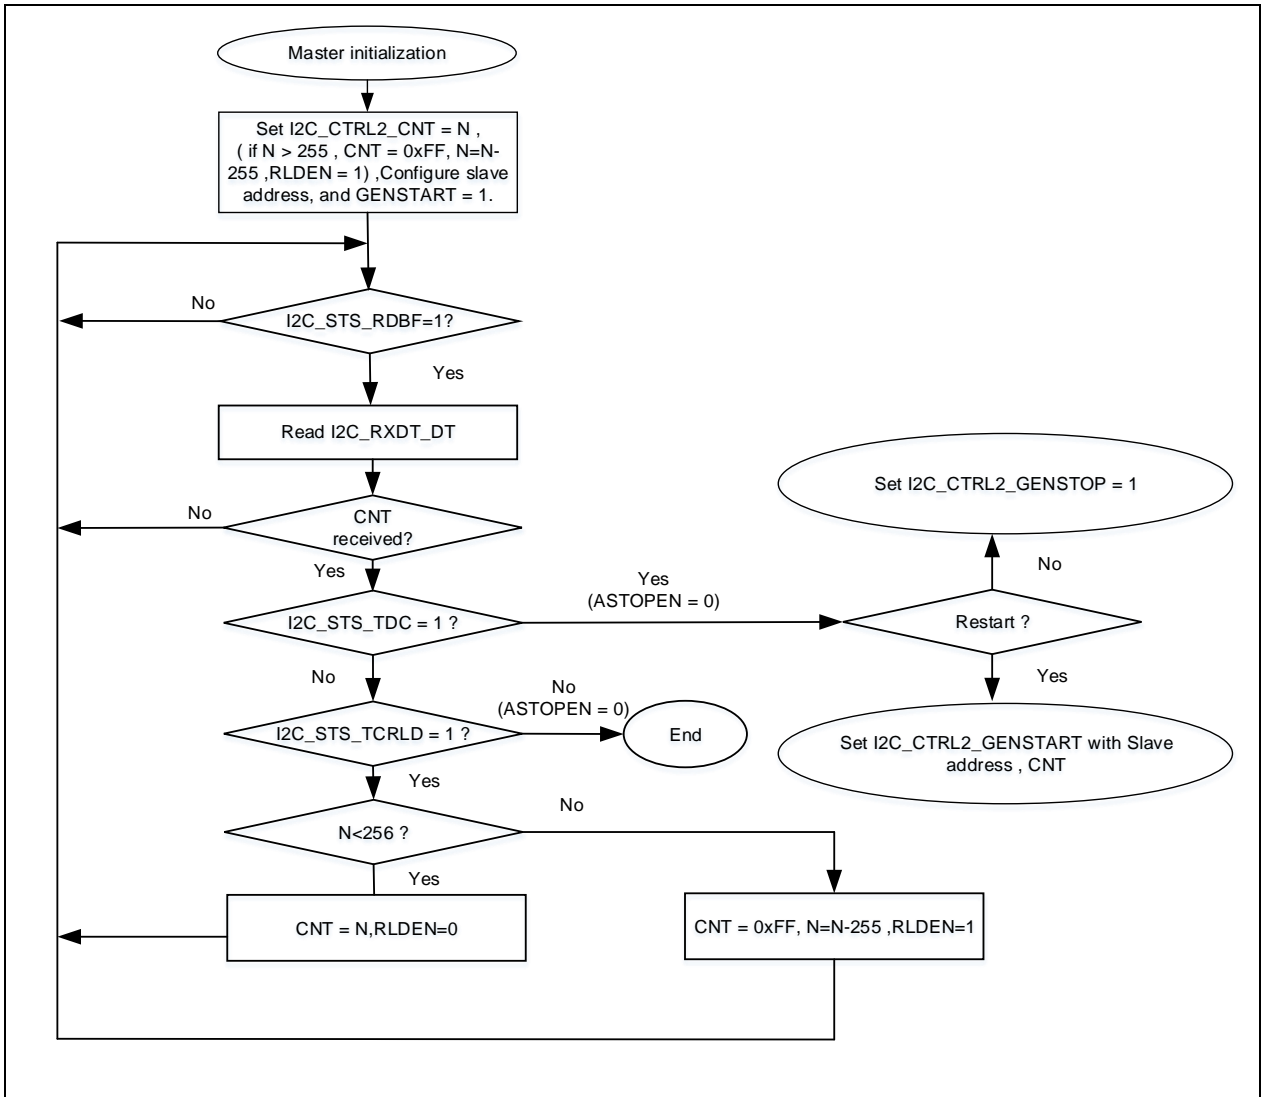 Master initialization
Set I2C_CTRL2_CNT = N ,
( if N > 255 , CNT = 0xFF, N=N-
255 ,RLDEN = 1) ,Configure slave
address, and GENSTART = 1.
No
I2C_STS_RDBF=1?
Yes
Read I2C_RXDT_DT
No
CNT
received?
Yes
I2C_STS_TDC = 1 ?
Yes
(ASTOPEN = 0)
Restart ?
No
Set I2C_CTRL2_GENSTOP = 1
Yes
Set I2C_CTRL2_GENSTART with Slave
address , CNT
No
I2C_STS_TCRLD = 1 ?
No
(ASTOPEN = 0)
End
Yes
N<256 ?
No
Yes
CNT = N,RLDEN=0
CNT = 0xFF, N=N-255 ,RLDEN=1